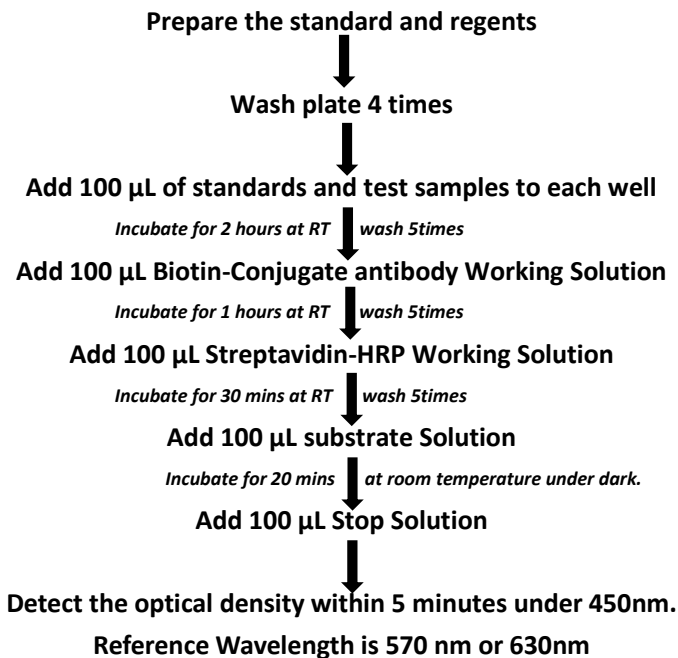 Prepare the standard and regents
Wash plate 4 times
Add 100 µL of standards and test samples to each well
Incubate for 2 hours at RT wash 5times
Add 100 µL Biotin-Conjugate antibody Working Solution
Incubate for 1 hours at RT wash 5times
Add 100 µL Streptavidin-HRP Working Solution
Incubate for 30 mins at RT wash 5times
Add 100 µL substrate Solution
Incubate for 20 mins at room temperature under dark.
Add 100 µL Stop Solution
Detect the optical density within 5 minutes under 450nm.
Reference Wavelength is 570 nm or 630nm